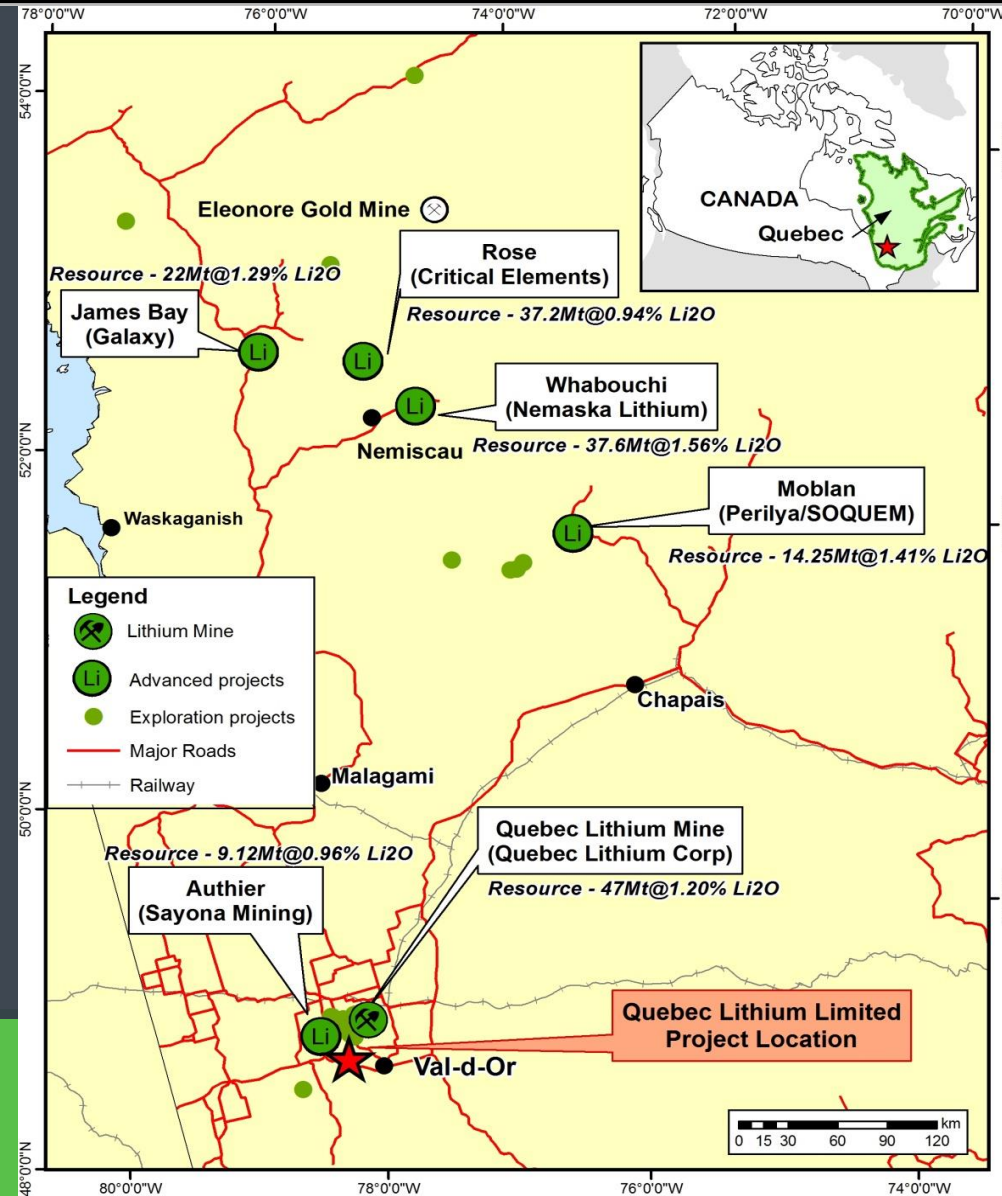 78°0'0"W
76°0'0"W
74°0'0"W
72°0'0"W
70°0'0"W
54°0'0"N
CANADA
Quebec
Eleonore Gold Mine
Rose
(Critical Elements)
Resource - 22Mt@1.29% Li2O
Resource - 37.2Mt@0.94% Li2O
James Bay
(Galaxy)
Li
Li
Li
Whabouchi
(Nemaska Lithium)
Nemiscau
Resource - 37.6Mt@1.56% Li2O
52°0'0"N
Moblan
(Perilya/SOQUEM)
Waskaganish
Li
Resource - 14.25Mt@1.41% Li2O
Legend
Lithium Mine
Li
Advanced projects
Exploration projects
Major Roads
Railway
Chapais
Malagami
50°0'0"N
Quebec Lithium Mine
(Quebec Lithium Corp)
Resource - 9.12Mt@0.96% Li2O
Resource - 47Mt@1.20% Li2O
Authier
(Sayona Mining)
Quebec Lithium Limited
Project Location
Li
Val-d-Or
km
0 15 30 60 90 120
48°0'0"N
80°0'0"W
78°0'0"W
76°0'0"W
74°0'0"W